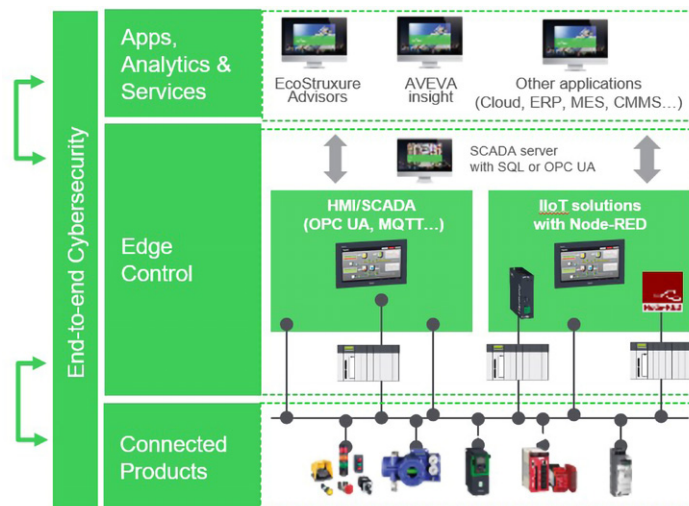 End-to-end Cybersecurity
Apps,
Analytics &
Services
EcoStruxure
Advisors
AVEVA
insight
Other applications
(Cloud, ERP, MES, CMMS...)
Edge
Control
SCADA server
with SQL or OPC UA
HMI/SCADA
(OPC UA, MQTT...)
IIoT solutions
with Node-RED
Node-RED
Connected
Products